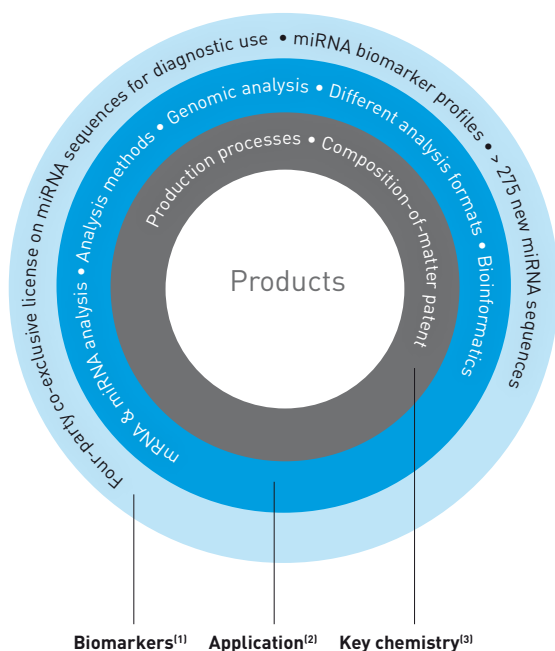 Four-party co-exclusive license on miRNA sequences for diagnostic use • miRNA biomarker profiles • > 275 new miRNA sequences
mRNA & miRNA analysis • Analysis methods • Genomic analysis • Different analysis formats • Bioinformatics
Production processes • Composition-of-matter patent
Products
Biomarkers(1) Application(2) Key chemistry(3)